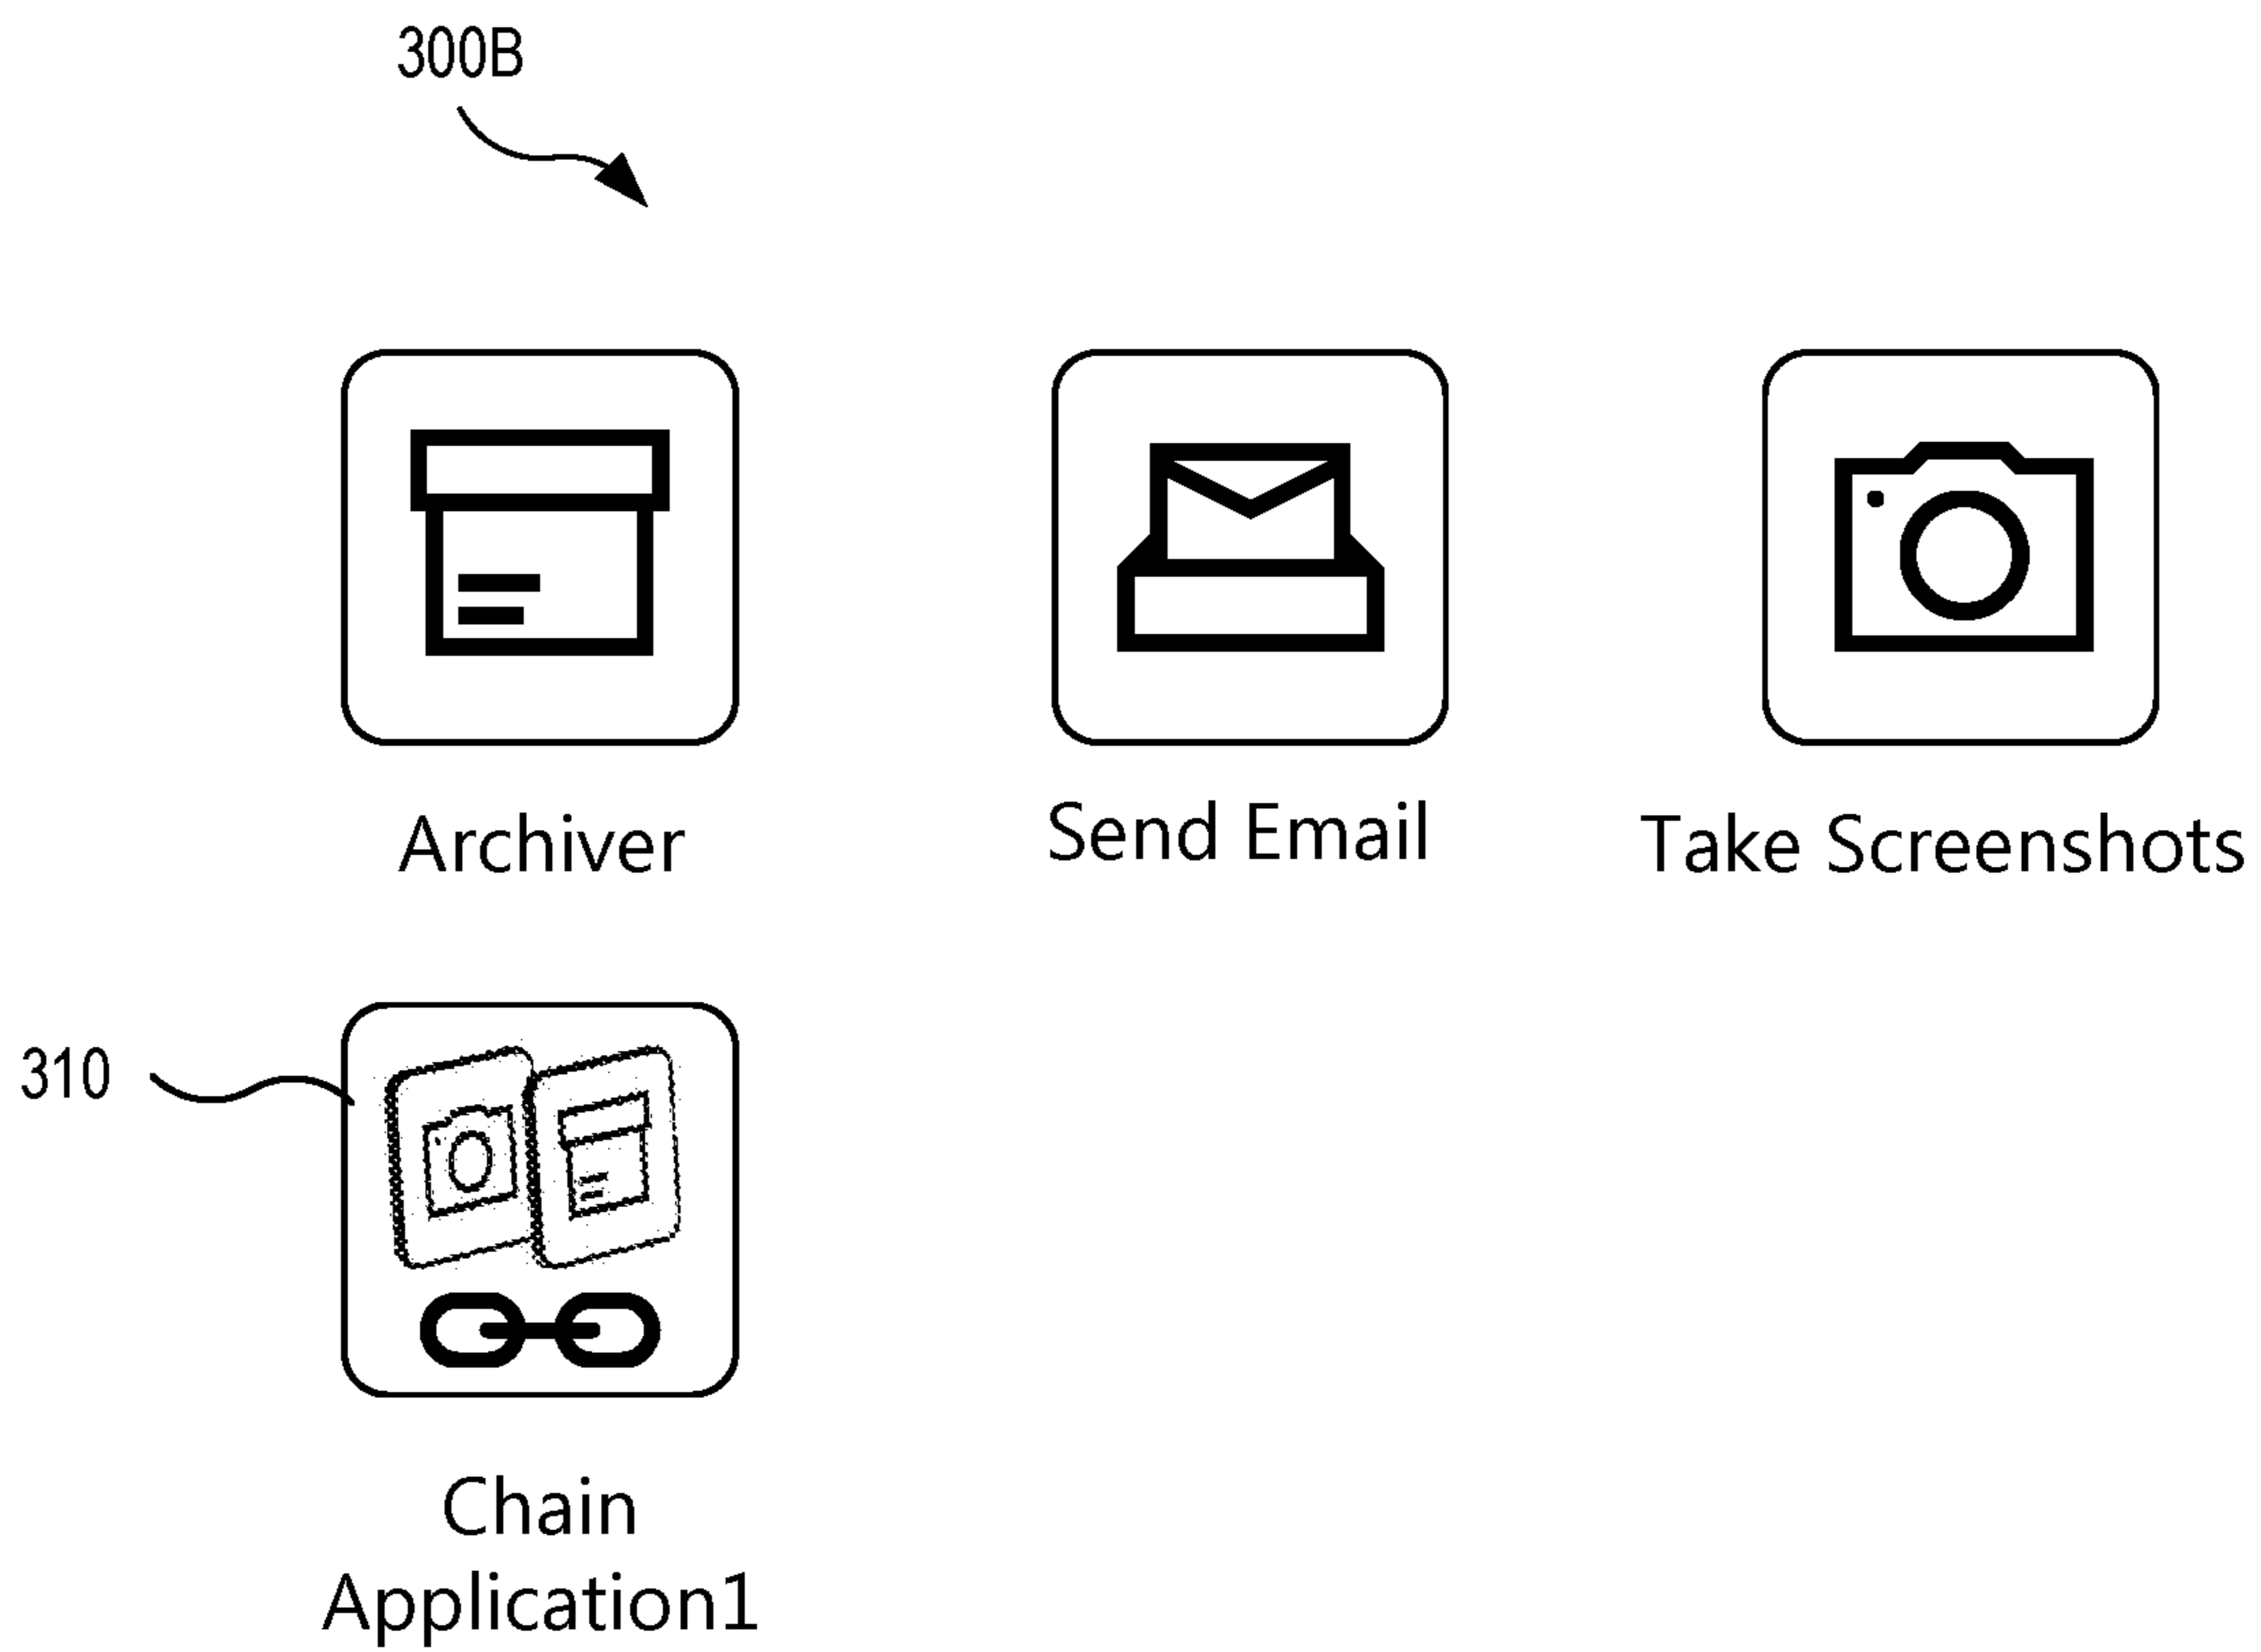 300B
Archiver
Send Email
Take Screenshots
310
Chain
Application1